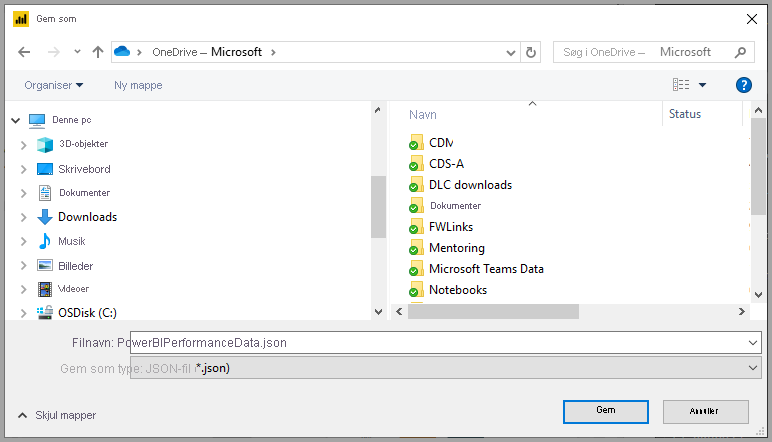 Gem som
OneDrive – Microsoft
Søg i OneDrive – Microsoft
Organiser
Ny mappe
Denne pc
3D-objekter
Skrivebord
Dokumenter
Downloads
Musik
Billeder
Videoer
OSDisk (C:)
Navn
Status
CDM
CDS-A
DLC downloads
Dokumenter
FWLinks
Mentoring
Microsoft Teams Data
Notebooks
Filnavn: PowerBIPerformanceData.json
Gem som type: JSON-fil (*.json)
Skjul mapper
Gem
Annuller